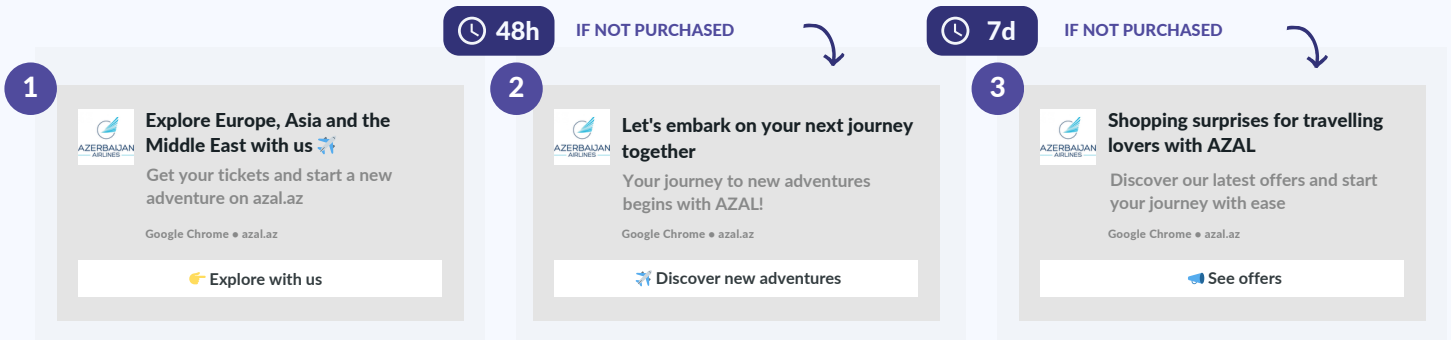 48h
IF NOT PURCHASED
7d
IF NOT PURCHASED
1
AZERBAIJAN
AIRLINES
Explore Europe, Asia and the
Middle East with us ✈️
Get your tickets and start a new
adventure on azal.az
Google Chrome • azal.az
👉 Explore with us
2
AZERBAIJAN
AIRLINES
Let's embark on your next journey
together
Your journey to new adventures
begins with AZAL!
Google Chrome • azal.az
✈️ Discover new adventures
3
AZERBAIJAN
AIRLINES
Shopping surprises for travelling
lovers with AZAL
Discover our latest offers and start
your journey with ease
Google Chrome • azal.az
📣 See offers